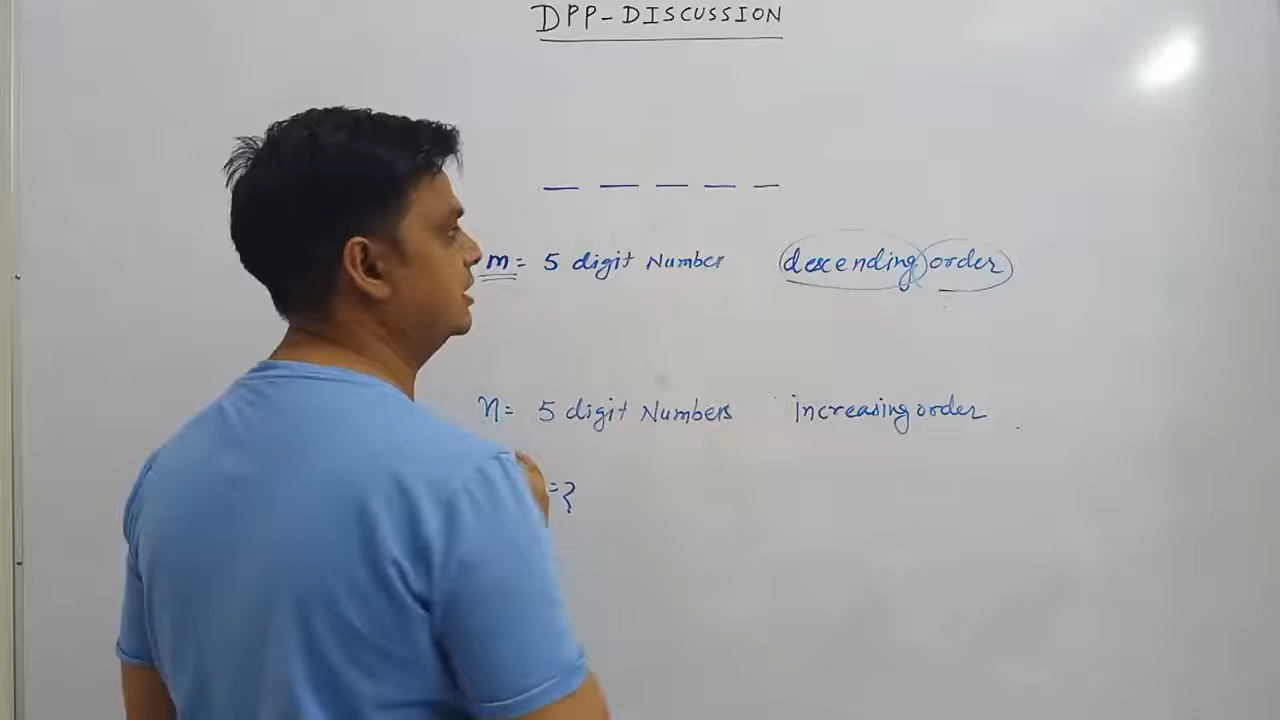 DPP-DISCUSSION
m = 5 digit Number descending order
n = 5 digit Numbers increasing order
=?